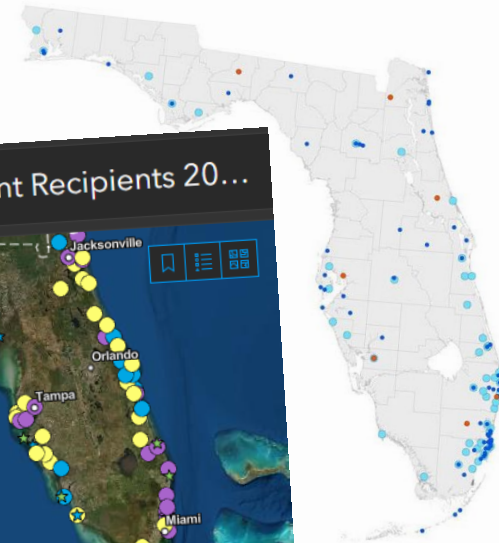 nt Recipients 20...
Jacksonville
Orlando
Tampa
Miami